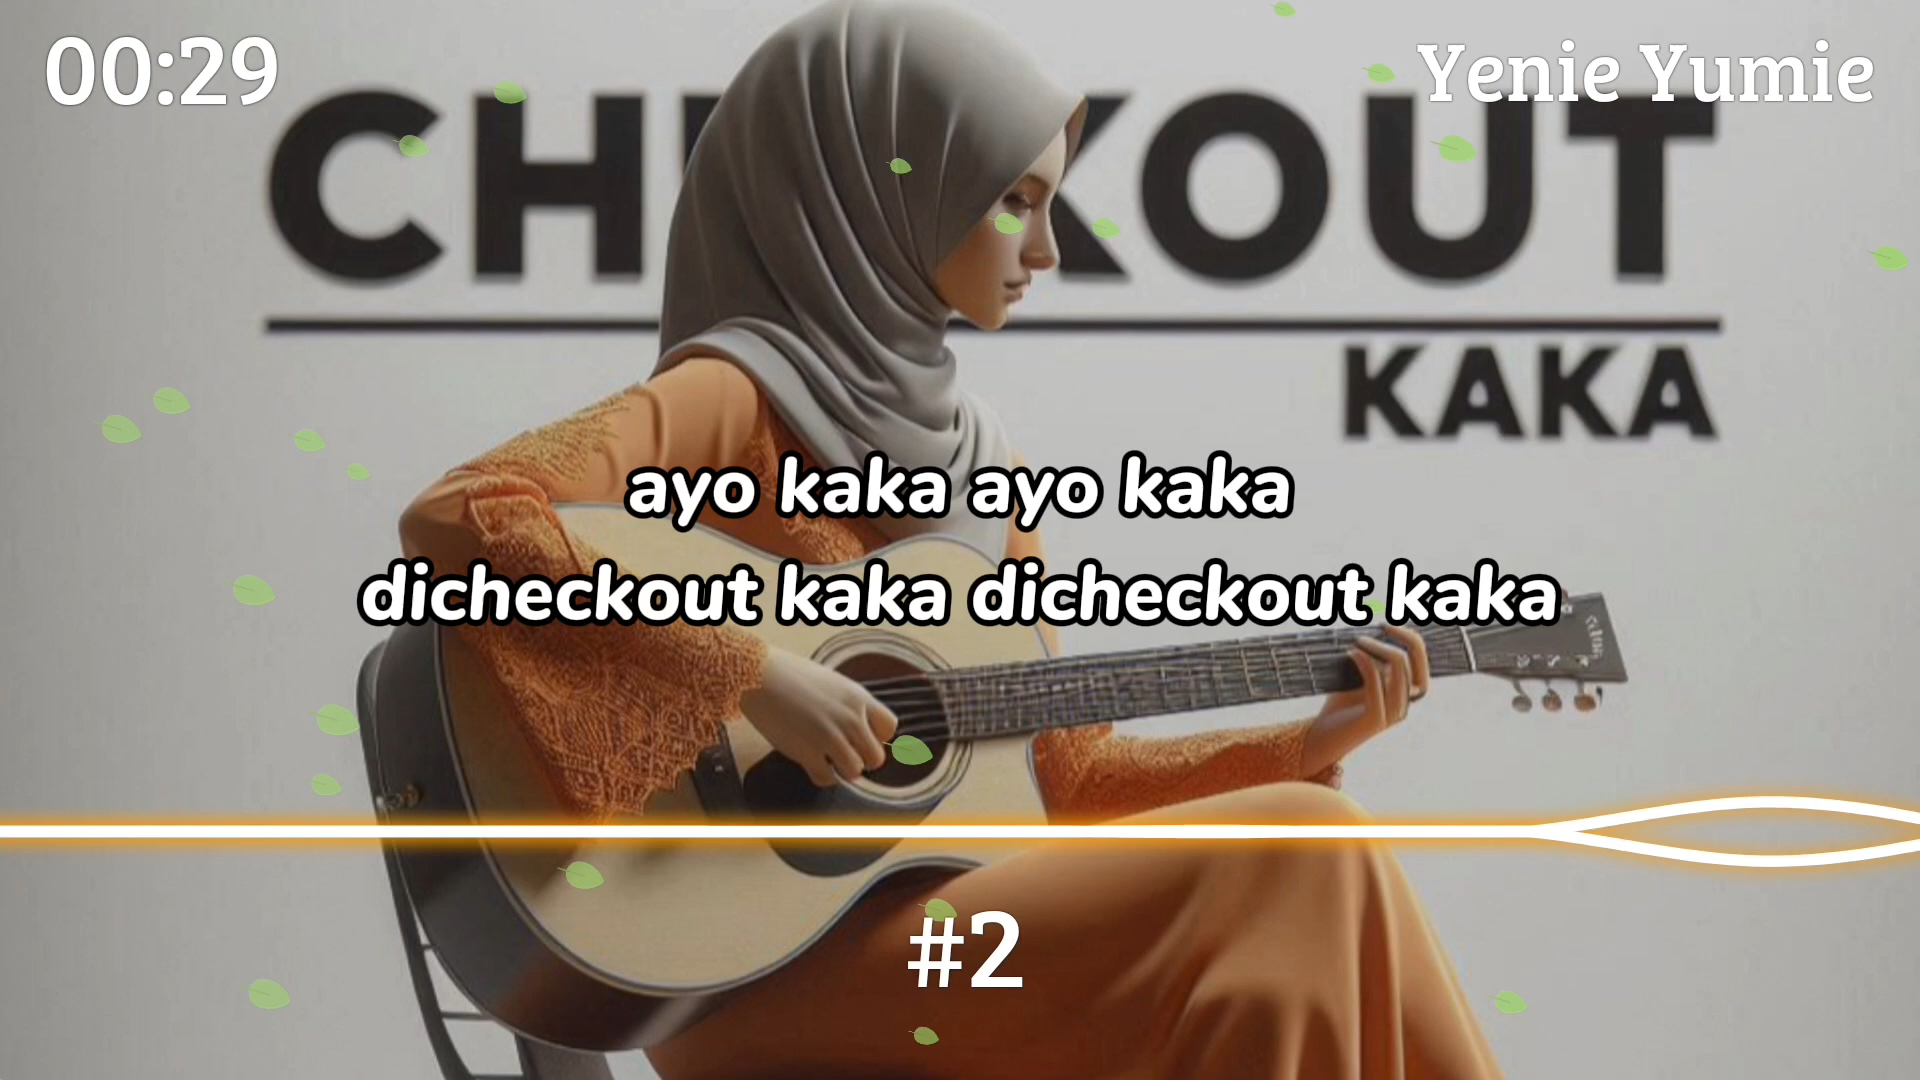 00:29
Yenie Yumie
CH KOUT
KAKA
ayo kaka ayo kaka
dicheckout kaka dicheckout kaka
#2